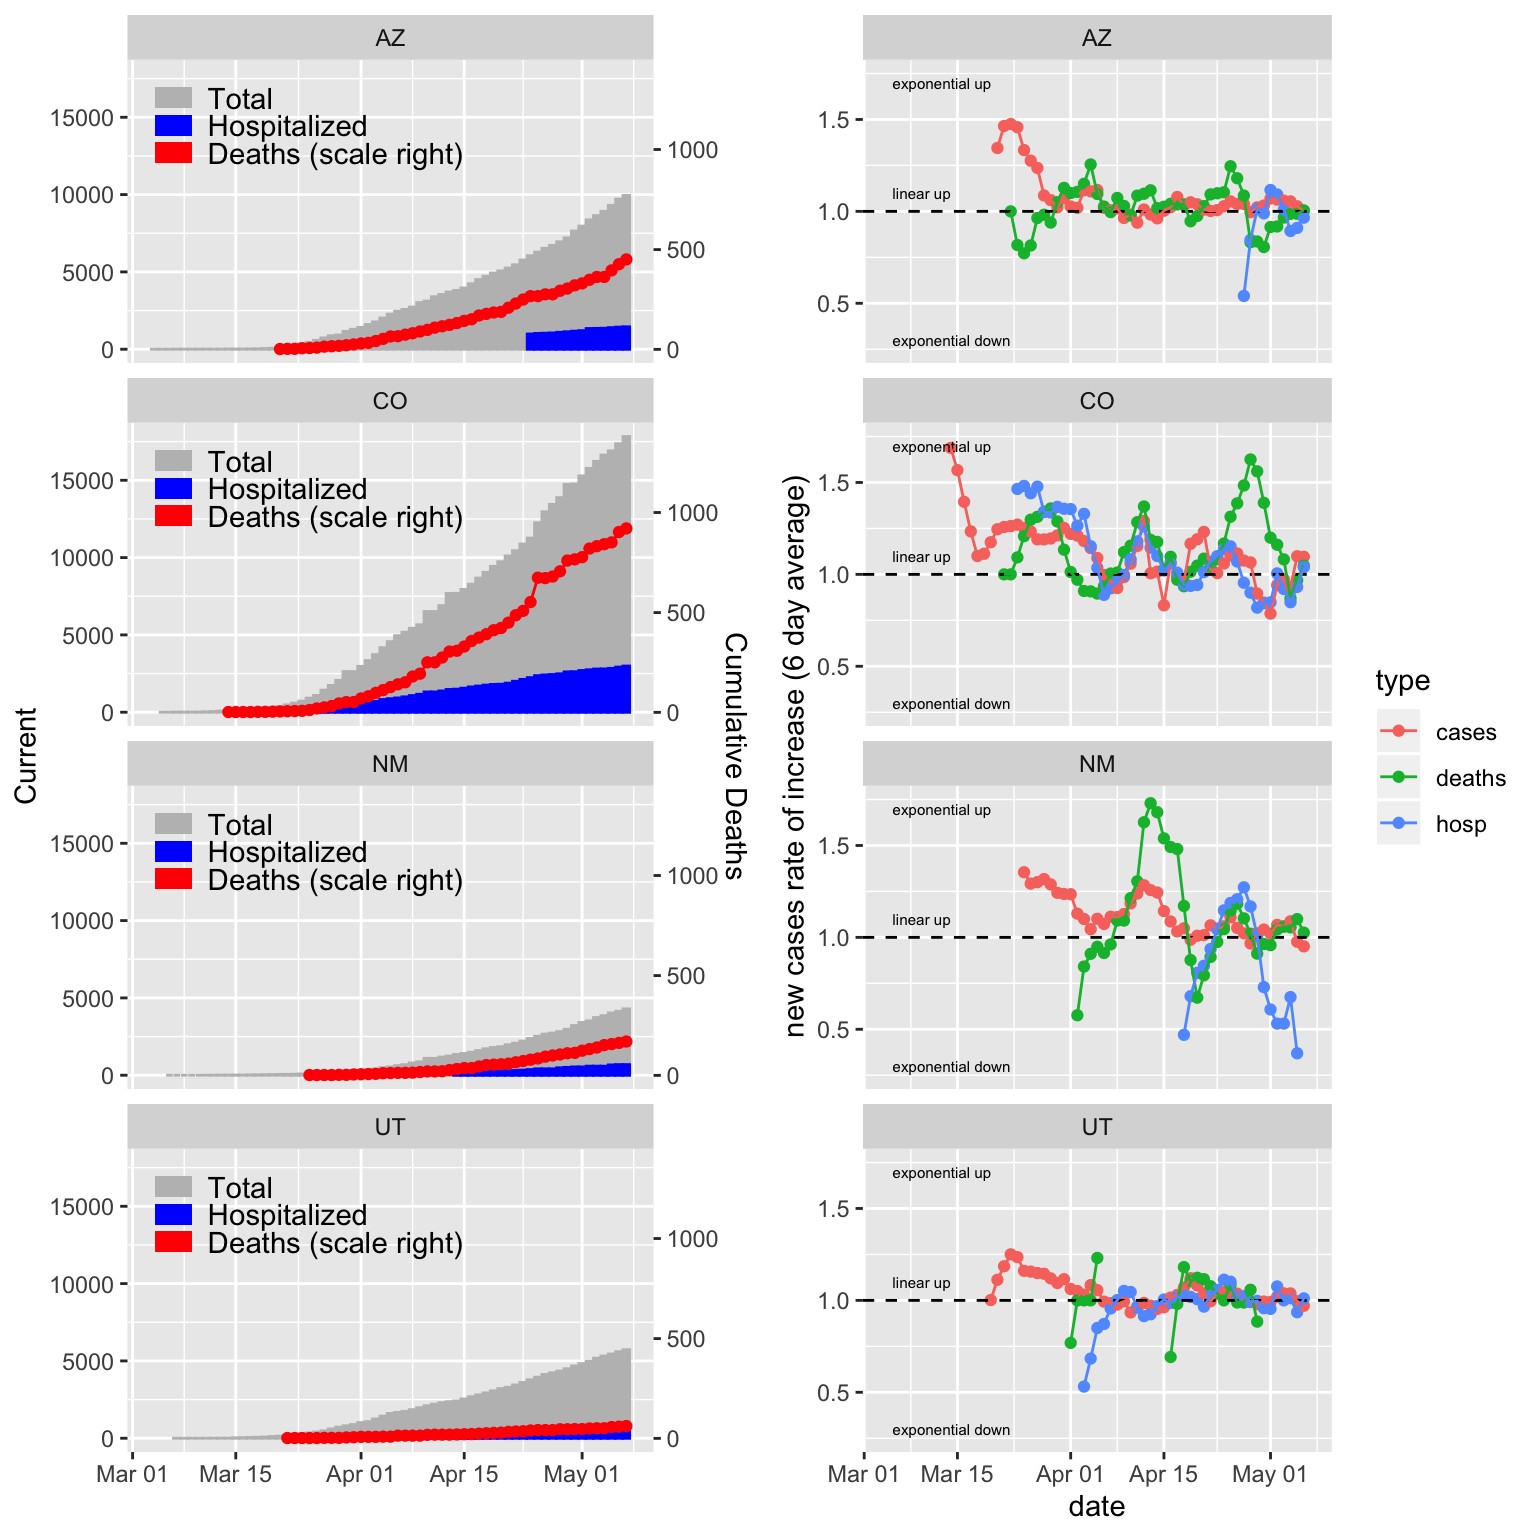 AZ
Total
Hospitalized
Deaths (scale right)
15000
10000
5000
0
1000
500
0
CO
Total
Hospitalized
Deaths (scale right)
15000
10000
5000
0
1000
500
0
NM
Total
Hospitalized
Deaths (scale right)
15000
10000
5000
0
1000
500
0
UT
Total
Hospitalized
Deaths (scale right)
15000
10000
5000
0
1000
500
0
Mar 01
Mar 15
Apr 01
Apr 15
May 01
Current
Cumulative Deaths
AZ
exponential up
linear up
exponential down
1.5
1.0
0.5
CO
exponential up
linear up
exponential down
1.5
1.0
0.5
NM
exponential up
linear up
exponential down
1.5
1.0
0.5
UT
exponential up
linear up
exponential down
1.5
1.0
0.5
Mar 01
Mar 15
Apr 01
Apr 15
May 01
date
new cases rate of increase (6 day average)
type
cases
deaths
hosp